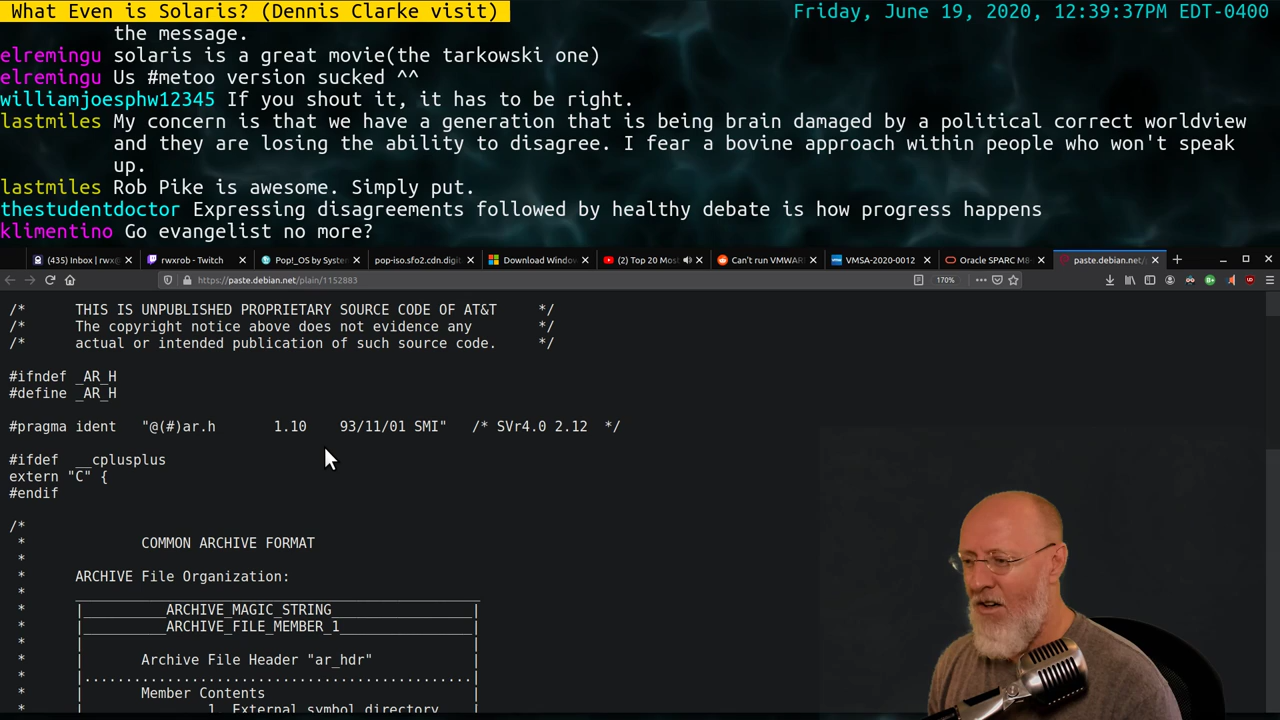 What Even is Solaris? (Dennis Clarke visit)
Friday, June 19, 2020, 12:39:37PM EDT-0400
the message.
elremingu solaris is a great movie(the tarkowski one)
elremingu Us #metoo version sucked ^^
williamjoesphw12345 If you shout it, it has to be right.
lastmiles My concern is that we have a generation that is being brain damaged by a political correct worldview
and they are losing the ability to disagree. I fear a bovine approach within people who won't speak
up.
lastmiles Rob Pike is awesome. Simply put.
thestudentdoctor Expressing disagreements followed by healthy debate is how progress happens
klimentino Go evangelist no more?
(435) Inbox | rwx@ rwxrob - Twitch Pop!_OS by System pop-iso.sfo2.cdn.digit Download Window (2) Top 20 Mos Can't run VMWAR VMSA-2020-0012 Oracle SPARC M8- paste.debian.net/
https://paste.debian.net/plain/1152883 170%
/* THIS IS UNPUBLISHED PROPRIETARY SOURCE CODE OF AT&T */
/* The copyright notice above does not evidence any */
/* actual or intended publication of such source code. */
#ifndef _AR_H
#define _AR_H
#pragma ident "@(#)ar.h 1.10 93/11/01 SMI" /* SVr4.0 2.12 */
#ifdef __cplusplus
extern "C" {
#endif
/*
* COMMON ARCHIVE FORMAT
*
* ARCHIVE File Organization:
* _______________________________________________
* |__________ARCHIVE_MAGIC_STRING_________________|
* |__________ARCHIVE_FILE_MEMBER_1________________|
* | |
* | Archive File Header "ar_hdr" |
* |...............................................|
* | Member Contents |
* | 1. External symbol directory |